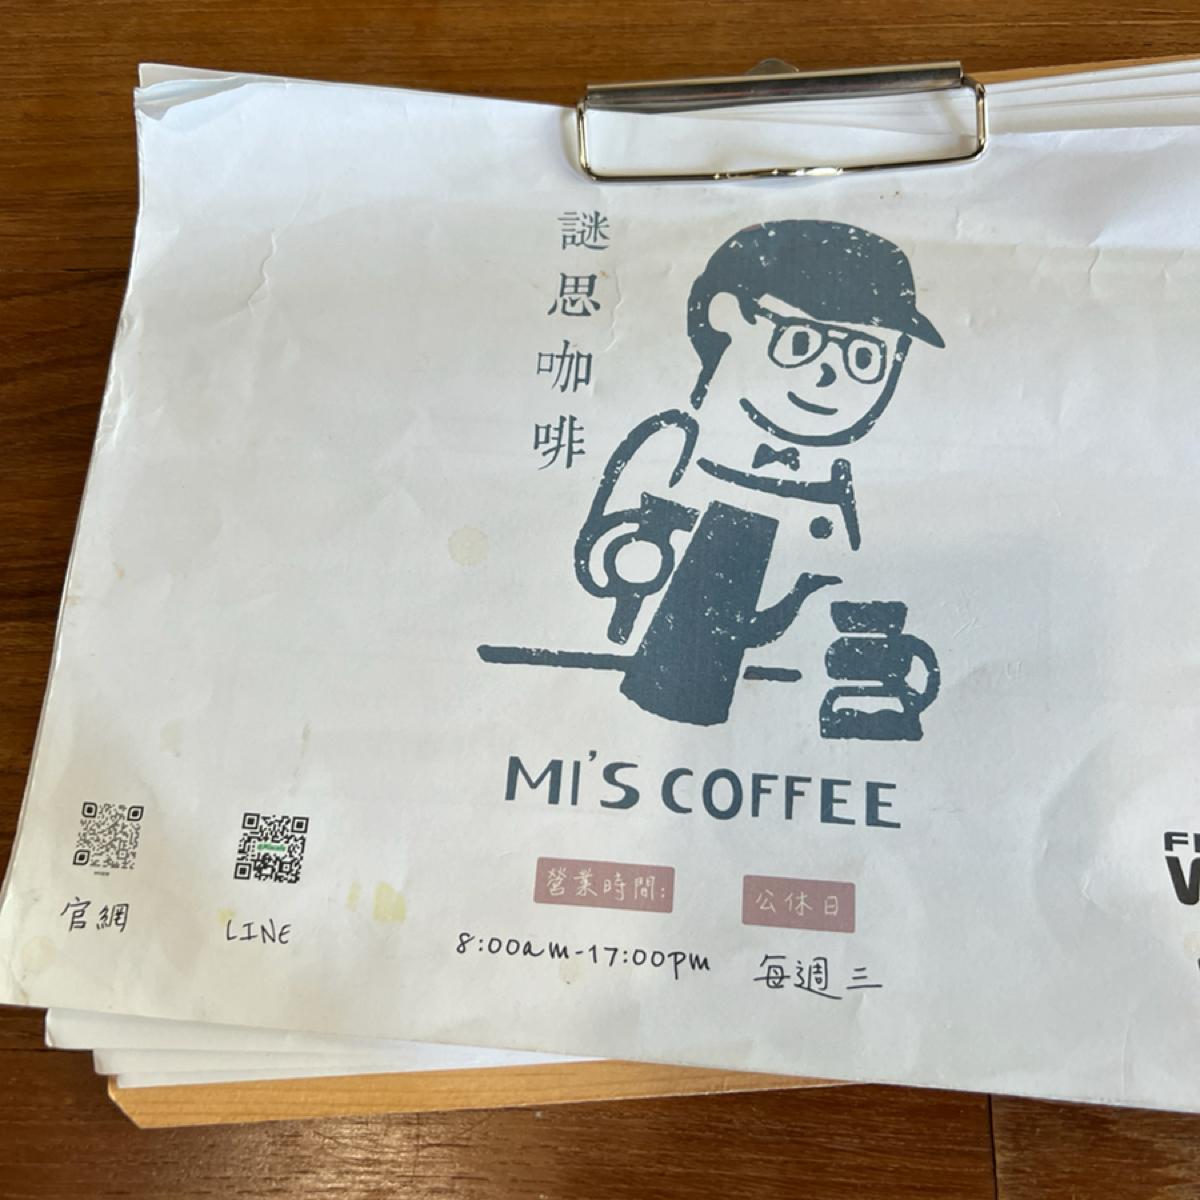 謎思咖啡
MI'S COFFEE
營業時間:
8:00am-17:00pm
公休日
每週三
官網
LINE